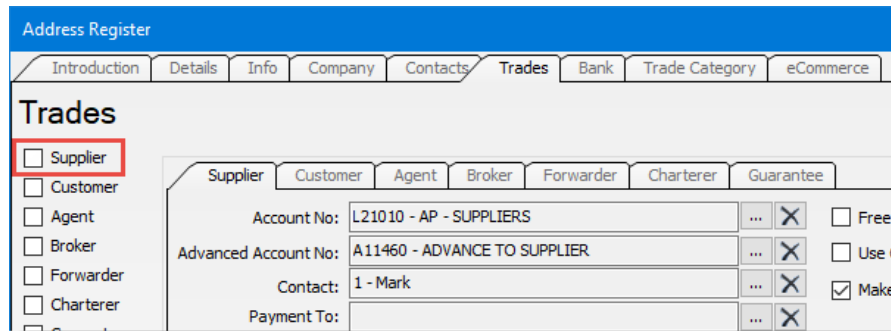 Address Register
Introduction Details Info Company Contacts Trades Bank Trade Category eCommerce
Trades
Supplier
Customer
Agent
Broker
Forwarder
Charterer
Supplier Customer Agent Broker Forwarder Charterer Guarantee
Account No: L21010 - AP - SUPPLIERS ... Free
Advanced Account No: A11460 - ADVANCE TO SUPPLIER ... Use
Contact: 1 - Mark ... Make
Payment To: ...